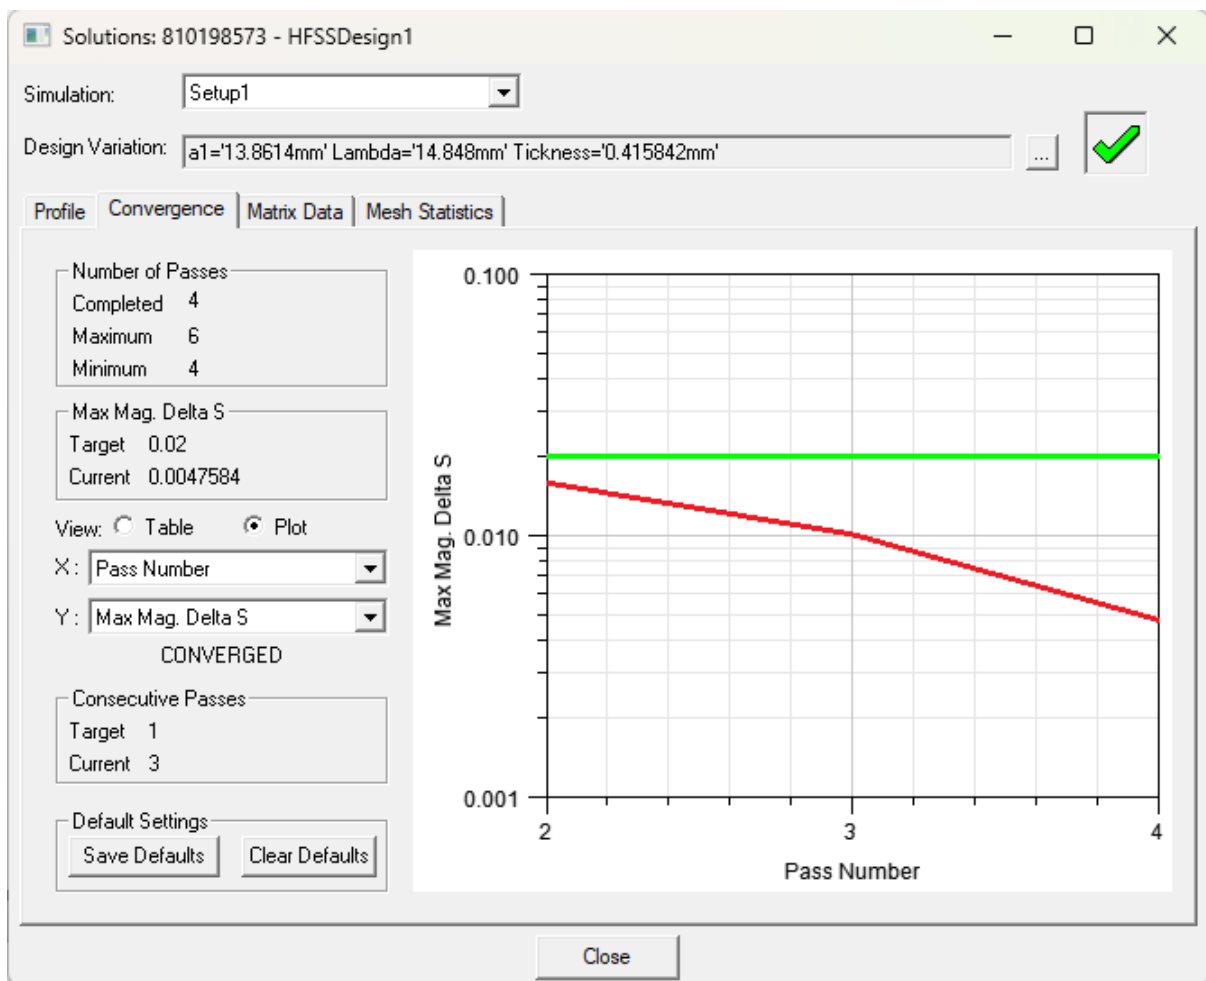 Solutions: 810198573 - HFSSDesign1
Simulation: Setup1
Design Variation: a1='13.8614mm' Lambda='14.848mm' Tickness='0.415842mm' ...
Profile Convergence Matrix Data Mesh Statistics
Number of Passes
Completed 4
Maximum 6
Minimum 4
Max Mag. Delta S
Target 0.02
Current 0.0047584
View: Table Plot
X : Pass Number
Y : Max Mag. Delta S
CONVERGED
Consecutive Passes
Target 1
Current 3
Default Settings
Save Defaults Clear Defaults
0.100
0.010
0.001
Max Mag. Delta S
2 3 4
Pass Number
Close